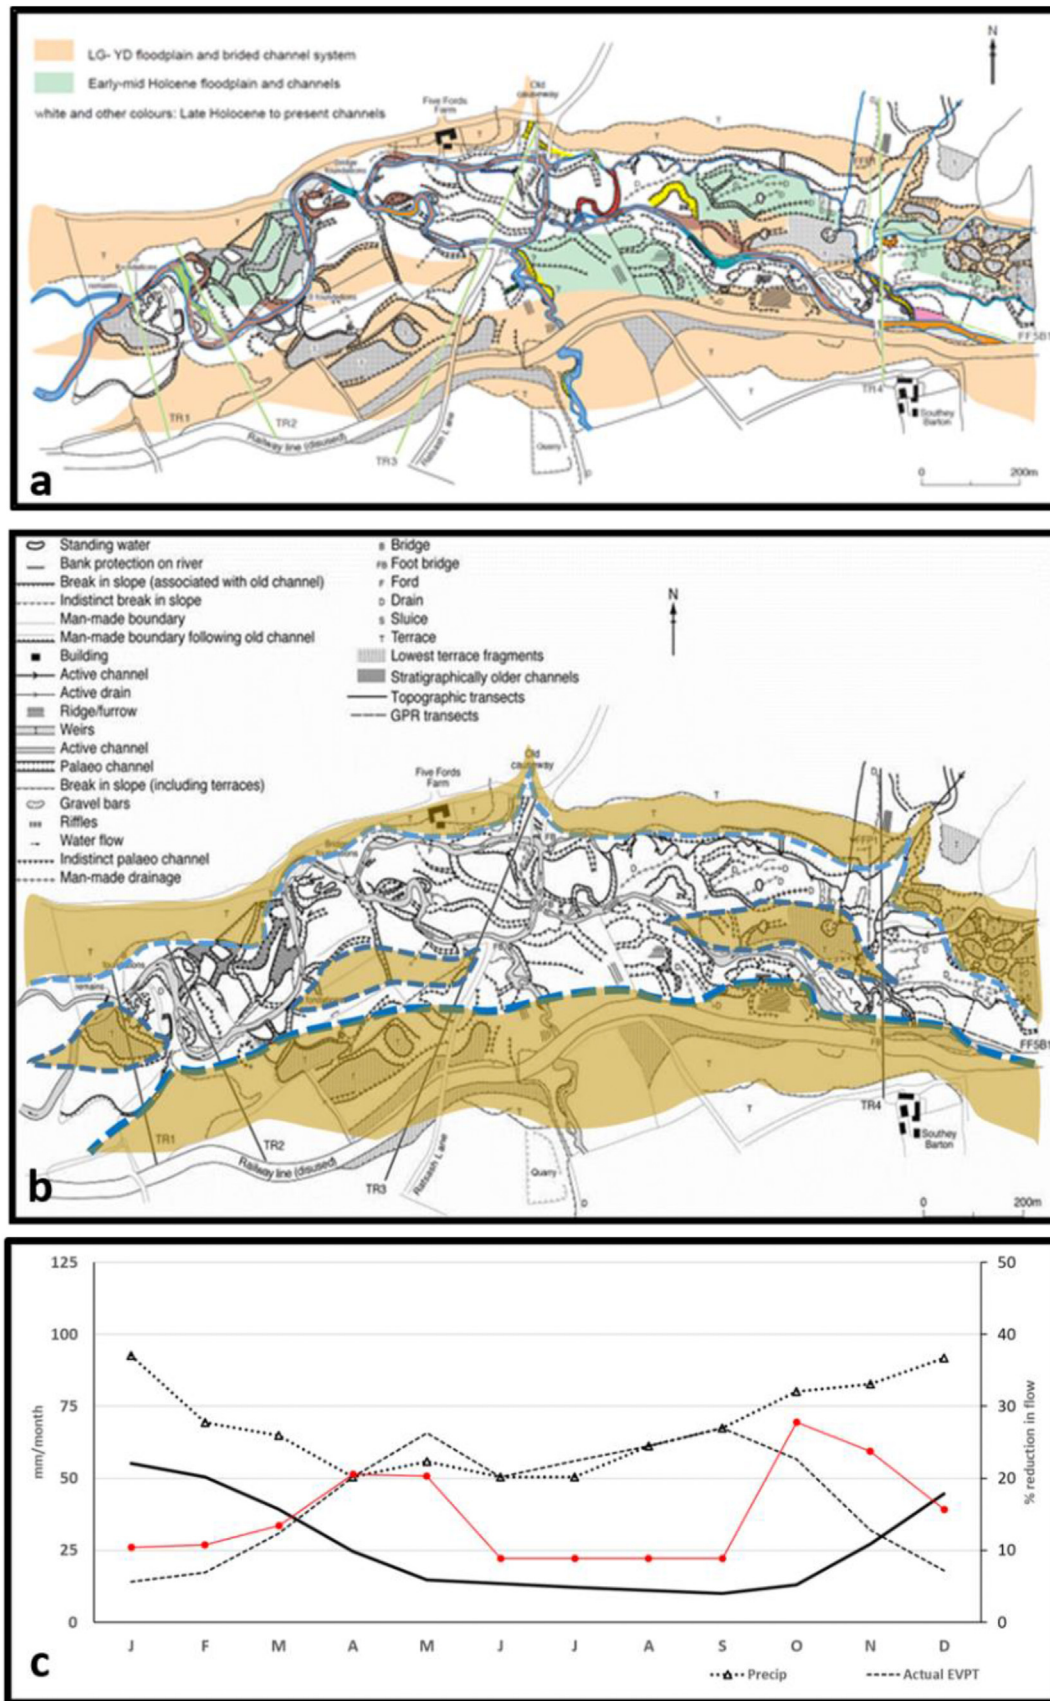 N
LG- YD floodplain and brided channel system
Early-mid Holcene floodplain and channels
white and other colours: Late Holocene to present channels
Old
causeway
Five Fords
Farm
TR1
TR2
Railway line (disused)
TR3
Quarry
D
TR4
FF5B1
Southey
Barton
0 200m
a
Standing water
Bank protection on river
Break in slope (associated with old channel)
Indistinct break in slope
Man-made boundary
Man-made boundary following old channel
Building
Active channel
Active drain
Ridge/furrow
Weirs
Active channel
Palaeo channel
Break in slope (including terraces)
Gravel bars
Riffles
Water flow
Indistinct palaeo channel
Man-made drainage
B Bridge
FB Foot bridge
F Ford
D Drain
S Sluice
T Terrace
Lowest terrace fragments
Stratigraphically older channels
Topographic transects
GPR transects
N
Old
causeway
Five Fords
Farm
FFP1
remains
FB
TR1
TR2
Railway line (disused)
TR3
Quarry
D
T
TR4
FF5B1
Southey
Barton
0 200m
b
125
100
75
50
25
0
mm/month
50
40
30
20
10
0
% reduction in flow
J F M A M J J A S O N D
Precip Actual EVPT
c